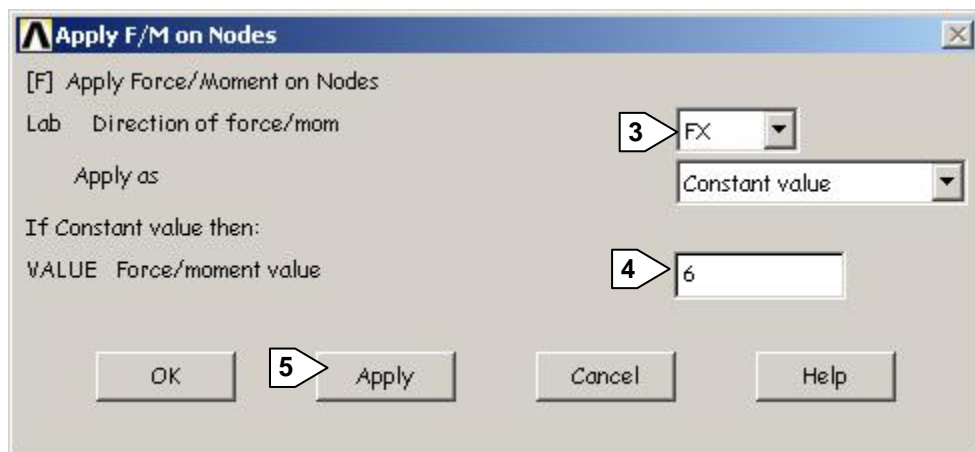 Apply F/M on Nodes
[F] Apply Force/Moment on Nodes
Lab Direction of force/mom 3 FX
Apply as Constant value
If Constant value then:
VALUE Force/moment value 4 6
OK 5 Apply Cancel Help